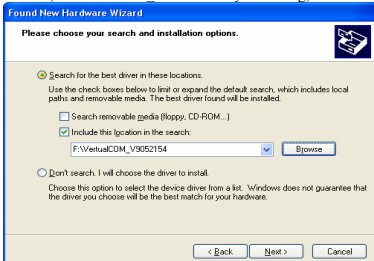 Found New Hardware Wizard
Please choose your search and installation options.
Search for the best driver in these locations.
Use the check boxes below to limit or expand the default search, which includes local
paths and removable media. The best driver found will be installed.
Search removable media (floppy, CD-ROM...)
Include this location in the search:
F:\VertualCOM_V9052154
Browse
Don't search. I will choose the driver to install.
Choose this option to select the device driver from a list. Windows does not guarantee that
the driver you choose will be the best match for your hardware.
< Back Next > Cancel